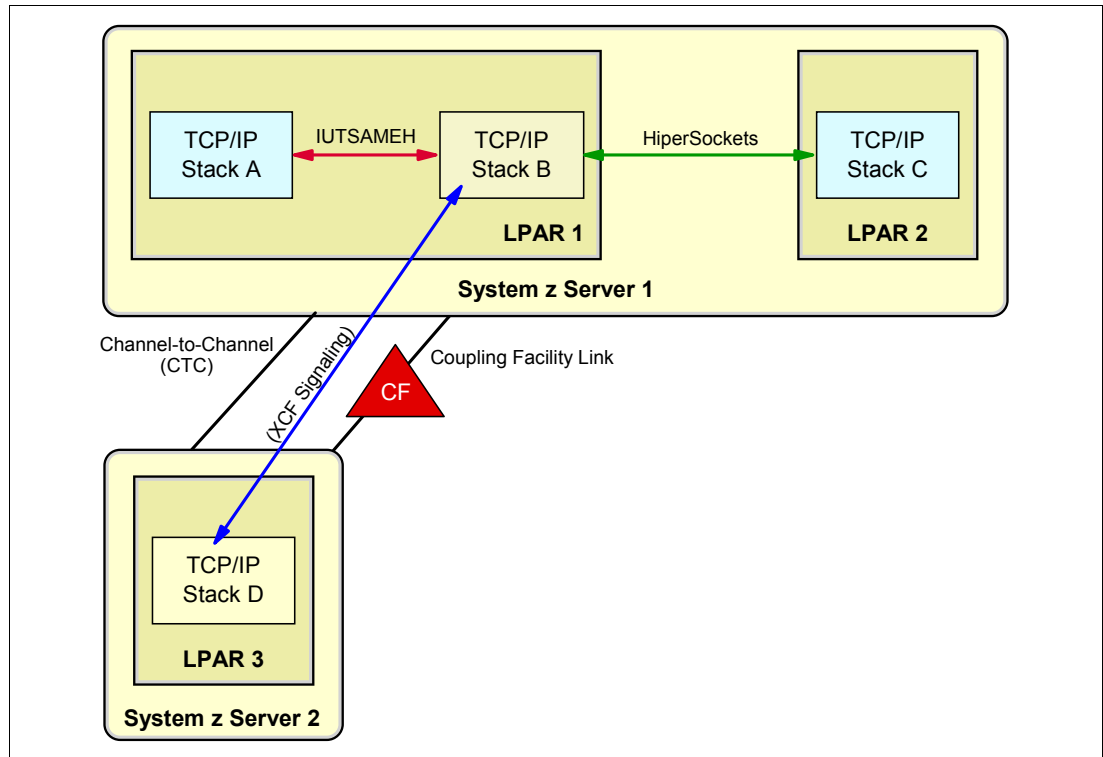 TCP/IP
Stack A
IUTSAMEH
TCP/IP
Stack B
HiperSockets
TCP/IP
Stack C
LPAR 1
LPAR 2
System z Server 1
Channel-to-Channel
(CTC)
(XCF Signaling)
Coupling Facility Link
CF
TCP/IP
Stack D
LPAR 3
System z Server 2